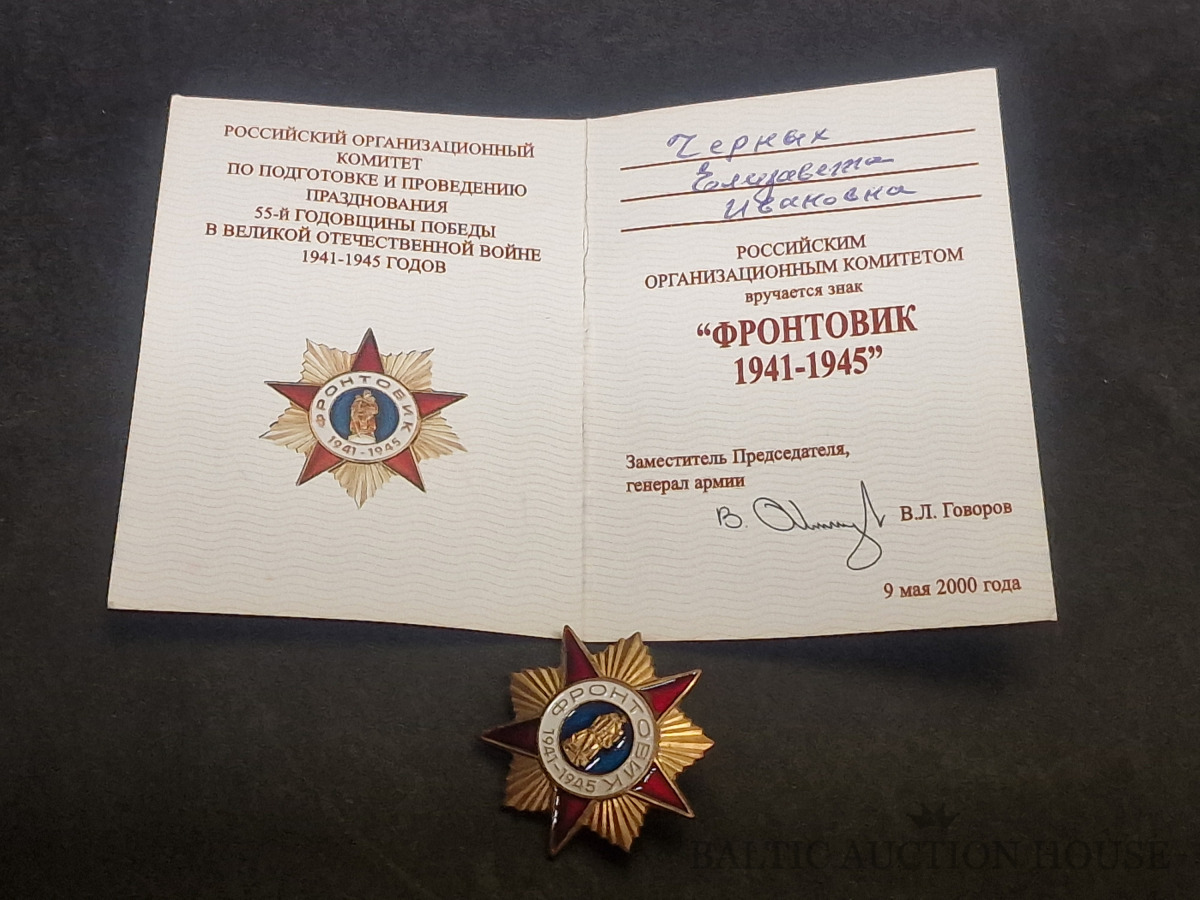 РОССИЙСКИЙ ОРГАНИЗАЦИОННЫЙ
КОМИТЕТ
ПО ПОДГОТОВКЕ И ПРОВЕДЕНИЮ
ПРАЗДНОВАНИЯ
55-й ГОДОВЩИНЫ ПОБЕДЫ
В ВЕЛИКОЙ ОТЕЧЕСТВЕННОЙ ВОЙНЕ
1941-1945 ГОДОВ
ФРОНТОВИК
1941-1945
Черных
Елизавета
Ивановна
РОССИЙСКИМ
ОРГАНИЗАЦИОННЫМ КОМИТЕТОМ
вручается знак
“ФРОНТОВИК
1941-1945”
Заместитель Председателя,
генерал армии
В. В.Л. Говоров
9 мая 2000 года
ФРОНТОВИК
1941-1945
BALTIC AUCTION HOUSE